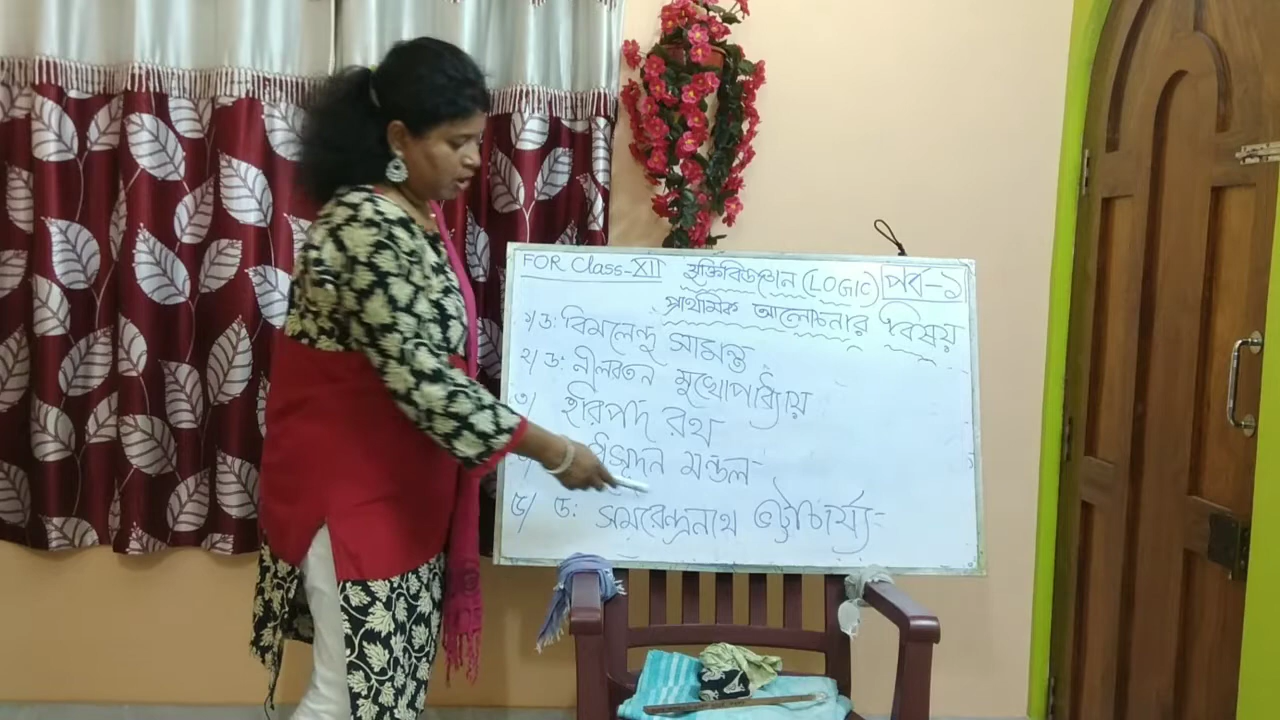 FOR Class-XII যুক্তিবিজ্ঞান (LOGIC) পর্ব-১
প্রাথমিক আলোচনার বিষয়
১/ ড: বিমলেন্দু সামন্ত
২/ ড: নীলরতন মুখোপাধ্যায়
৩/ হরিপদ রথ
মন্ডল
৫/ ড: সমরেন্দ্রনাথ ভট্টাচার্য্য